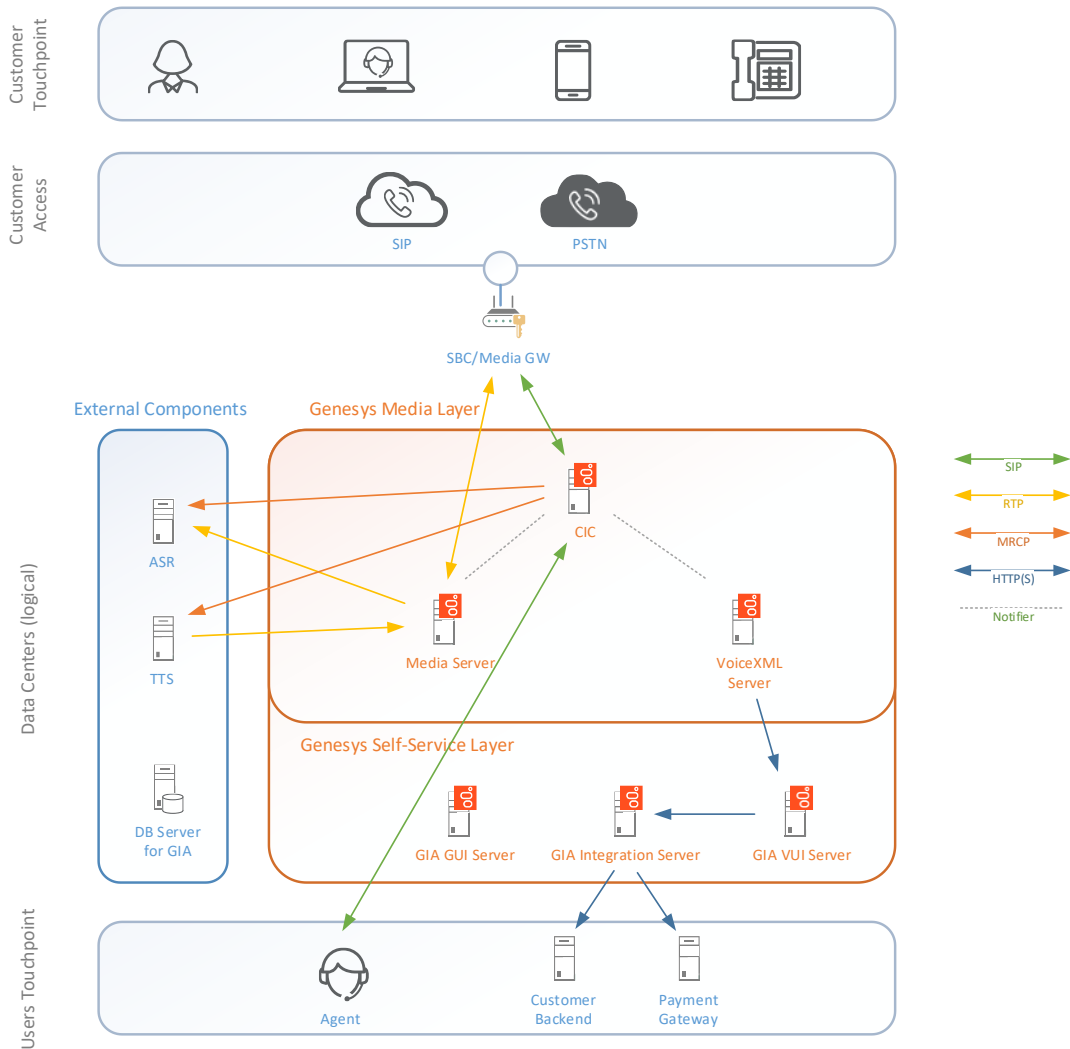 Customer
Touchpoint
Customer
Access
SIP
PSTN
SBC/Media GW
External Components
Genesys Media Layer
SIP
RTP
MRCP
HTTP(S)
Notifier
CIC
ASR
TTS
Media Server
VoiceXML
Server
Data Centers (logical)
Genesys Self-Service Layer
DB Server
for GIA
GIA GUI Server
GIA Integration Server
GIA VUI Server
Users Touchpoint
Agent
Customer
Backend
Payment
Gateway